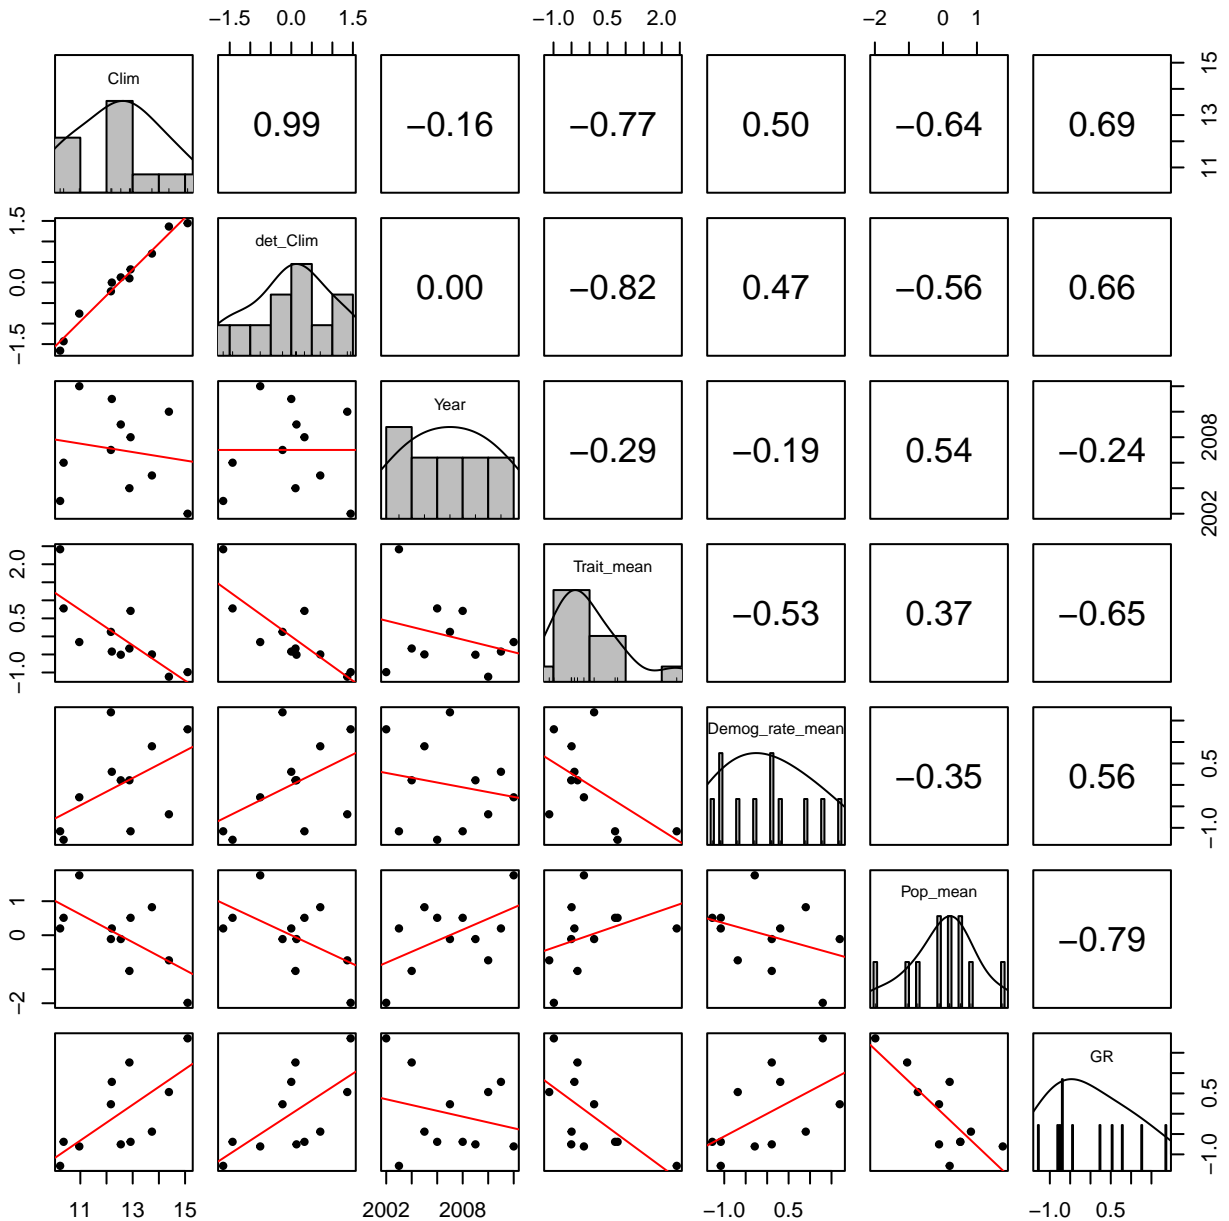 −1.5 0.0 1.5 −1.0 0.5 2.0 −2 0 1
Clim 0.99 −0.16 −0.77 0.50 −0.64 0.69 11 13 15
−1.5 0.0 1.5 det_Clim 0.00 −0.82 0.47 −0.56 0.66
Year −0.29 −0.19 0.54 −0.24 2002 2008
−1.0 0.5 2.0 Trait_mean −0.53 0.37 −0.65
Demog_rate_mean −0.35 0.56 −1.0 0.5
−2 0 1 Pop_mean −0.79
GR −1.0 0.5
11 13 15 2002 2008 −1.0 0.5 −1.0 0.5